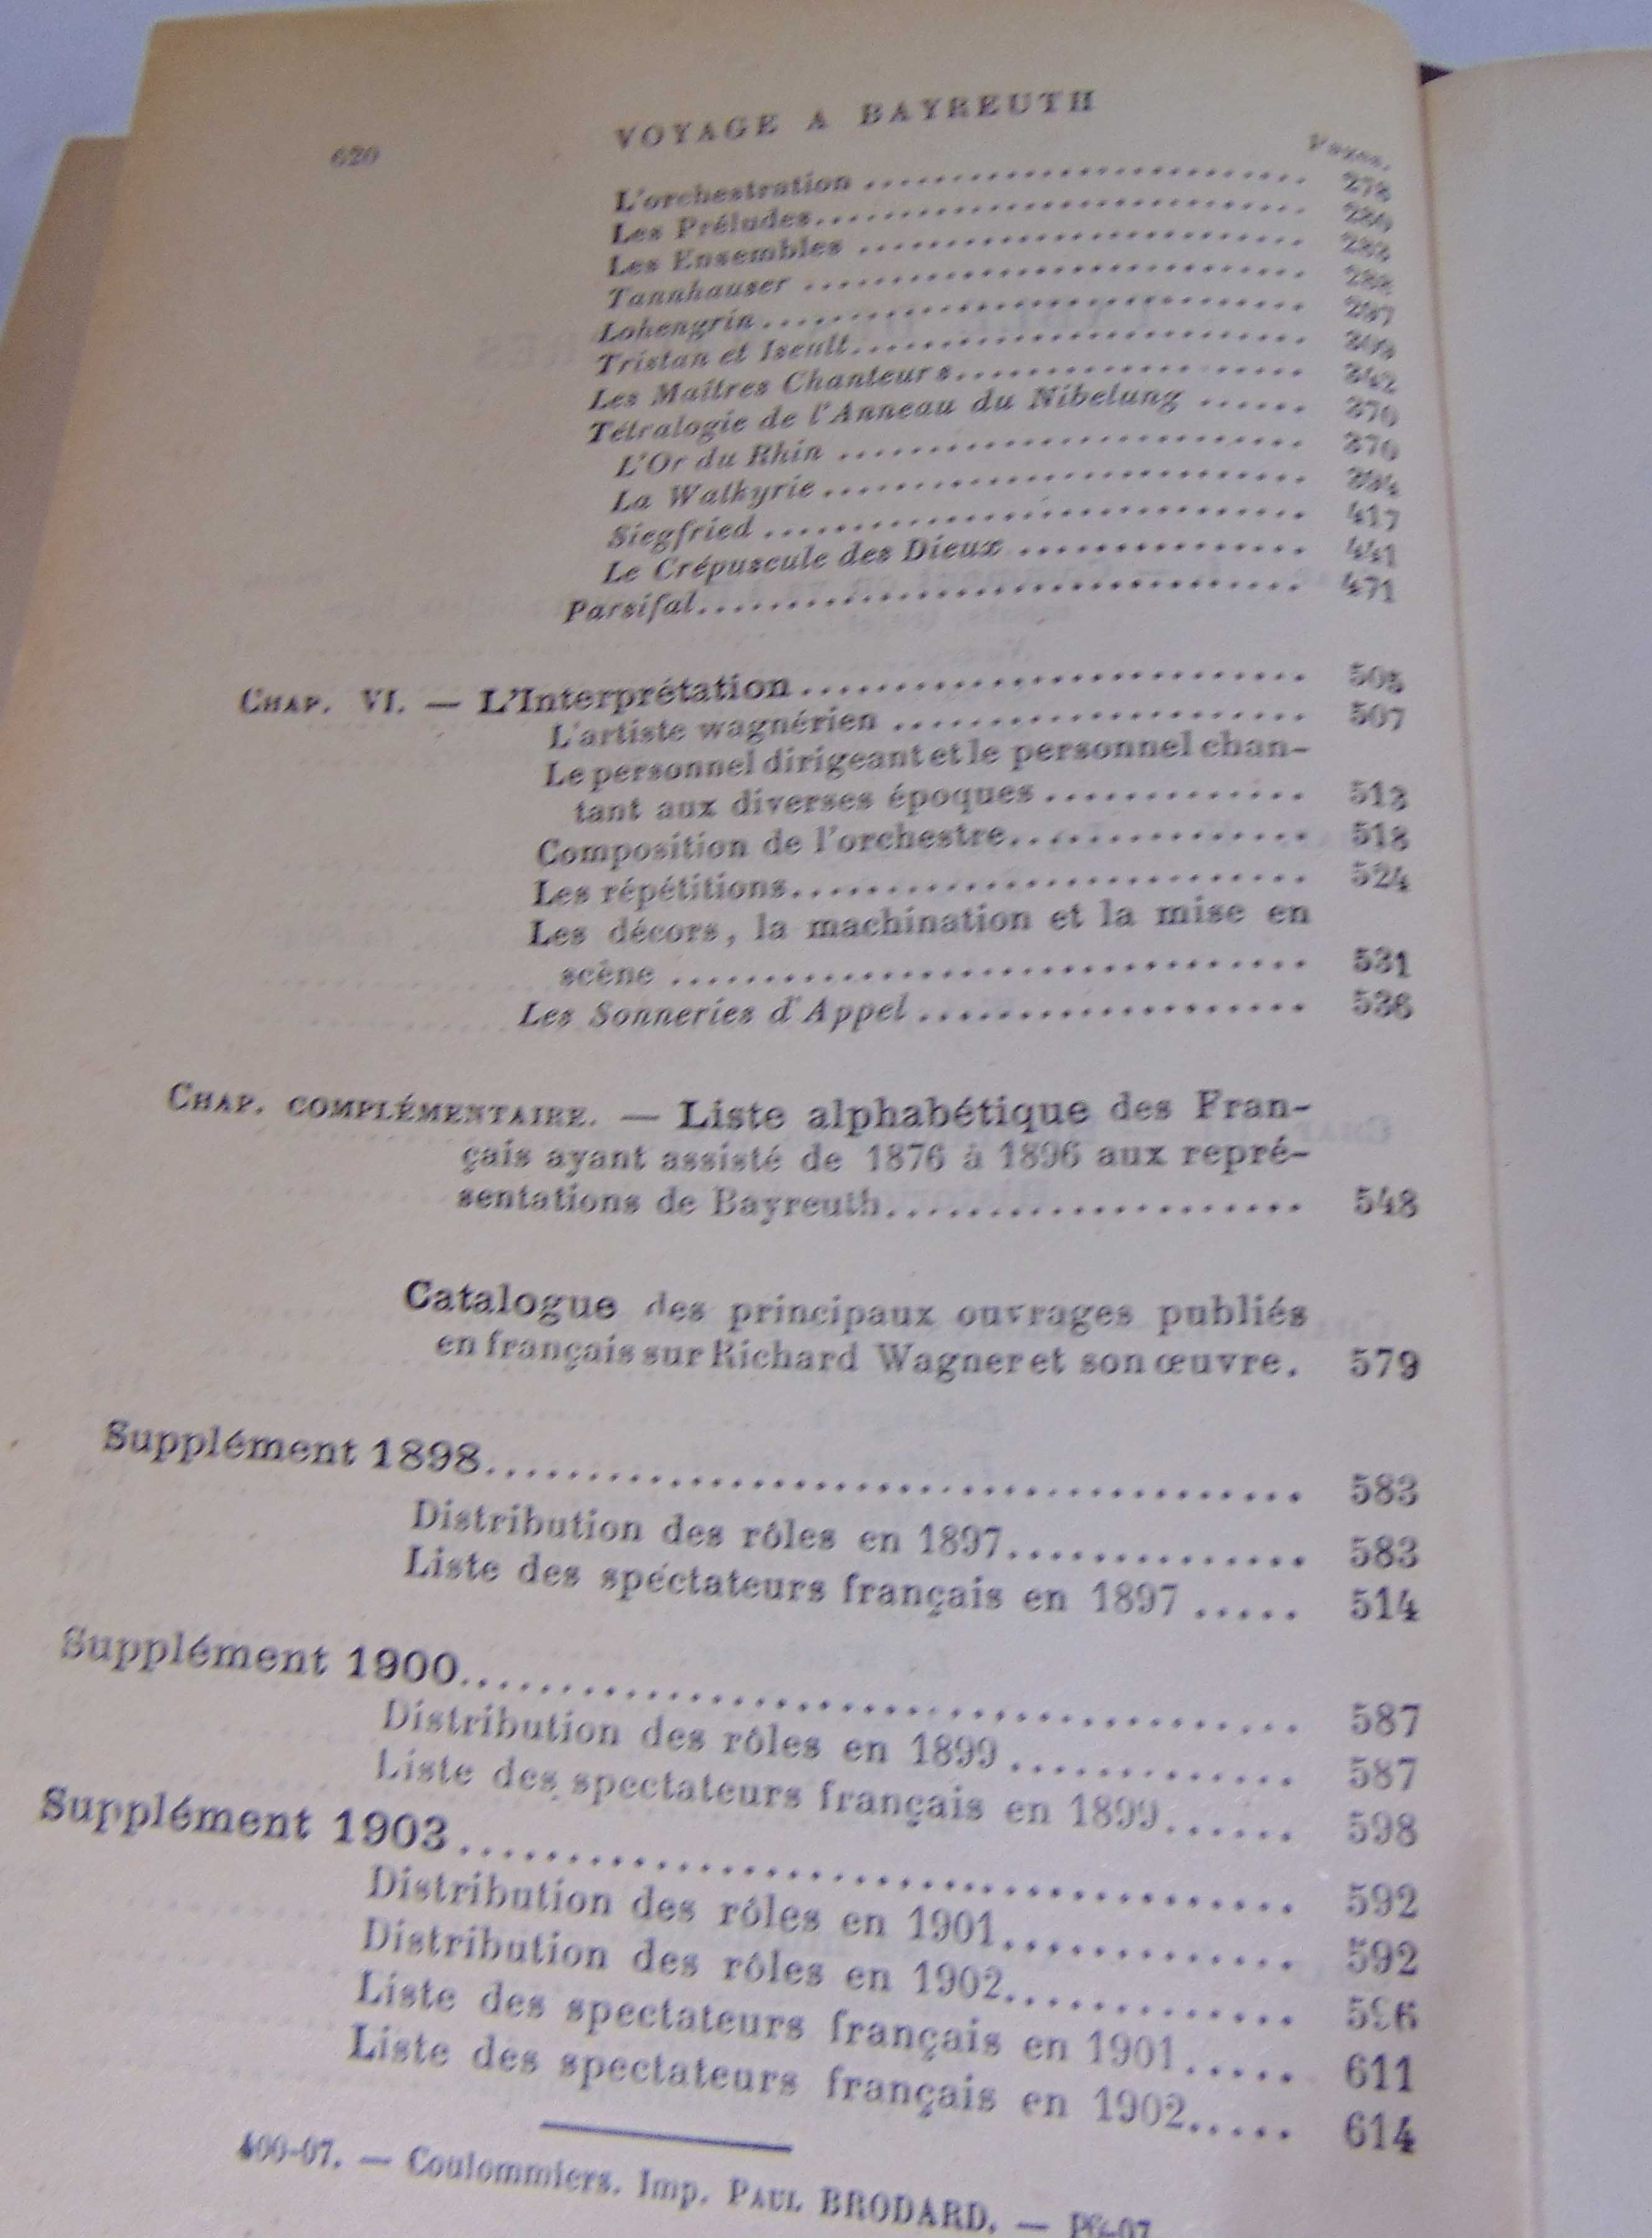 620 VOYAGE A BAYREUTH
Pages.
L'orchestration .......... 278
Les Préludes.......... 280
Les Ensembles .......... 283
Tannhauser .......... 288
Lohengrin.......... 297
Tristan et Iseult..........
Les Maîtres Chanteurs.......... 342
Tétralogie de l'Anneau du Nibelung ...... 370
L'Or du Rhin .......... 370
La Walkyrie .......... 394
Siegfried .......... 417
Le Crépuscule des Dieux .......... 441
Parsifal.......... 471
CHAP. VI. — L'Interprétation .......... 505
L'artiste wagnérien .......... 507
Le personnel dirigeant et le personnel chan-
tant aux diverses époques .......... 513
Composition de l'orchestre.......... 518
Les répétitions.......... 524
Les décors, la machination et la mise en
scène .......... 531
Les Sonneries d'Appel .......... 536
CHAP. COMPLÉMENTAIRE. — Liste alphabétique des Fran-
çais ayant assisté de 1876 à 1896 aux repré-
sentations de Bayreuth.......... 548
Catalogue des principaux ouvrages publiés
en français sur Richard Wagner et son œuvre. 579
Supplément 1898.......... 583
Distribution des rôles en 1897.......... 583
Liste des spéctateurs français en 1897 ..... 514
Supplément 1900.......... 587
Distribution des rôles en 1899 .......... 587
Liste des spectateurs français en 1899...... 598
Supplément 1903 .......... 592
Distribution des rôles en 1901.......... 592
Distribution des rôles en 1902.......... 596
Liste des spectateurs français en 1901..... 611
Liste des spectateurs français en 1902..... 614
400-07. — Coulommiers. Imp. PAUL BRODARD. —